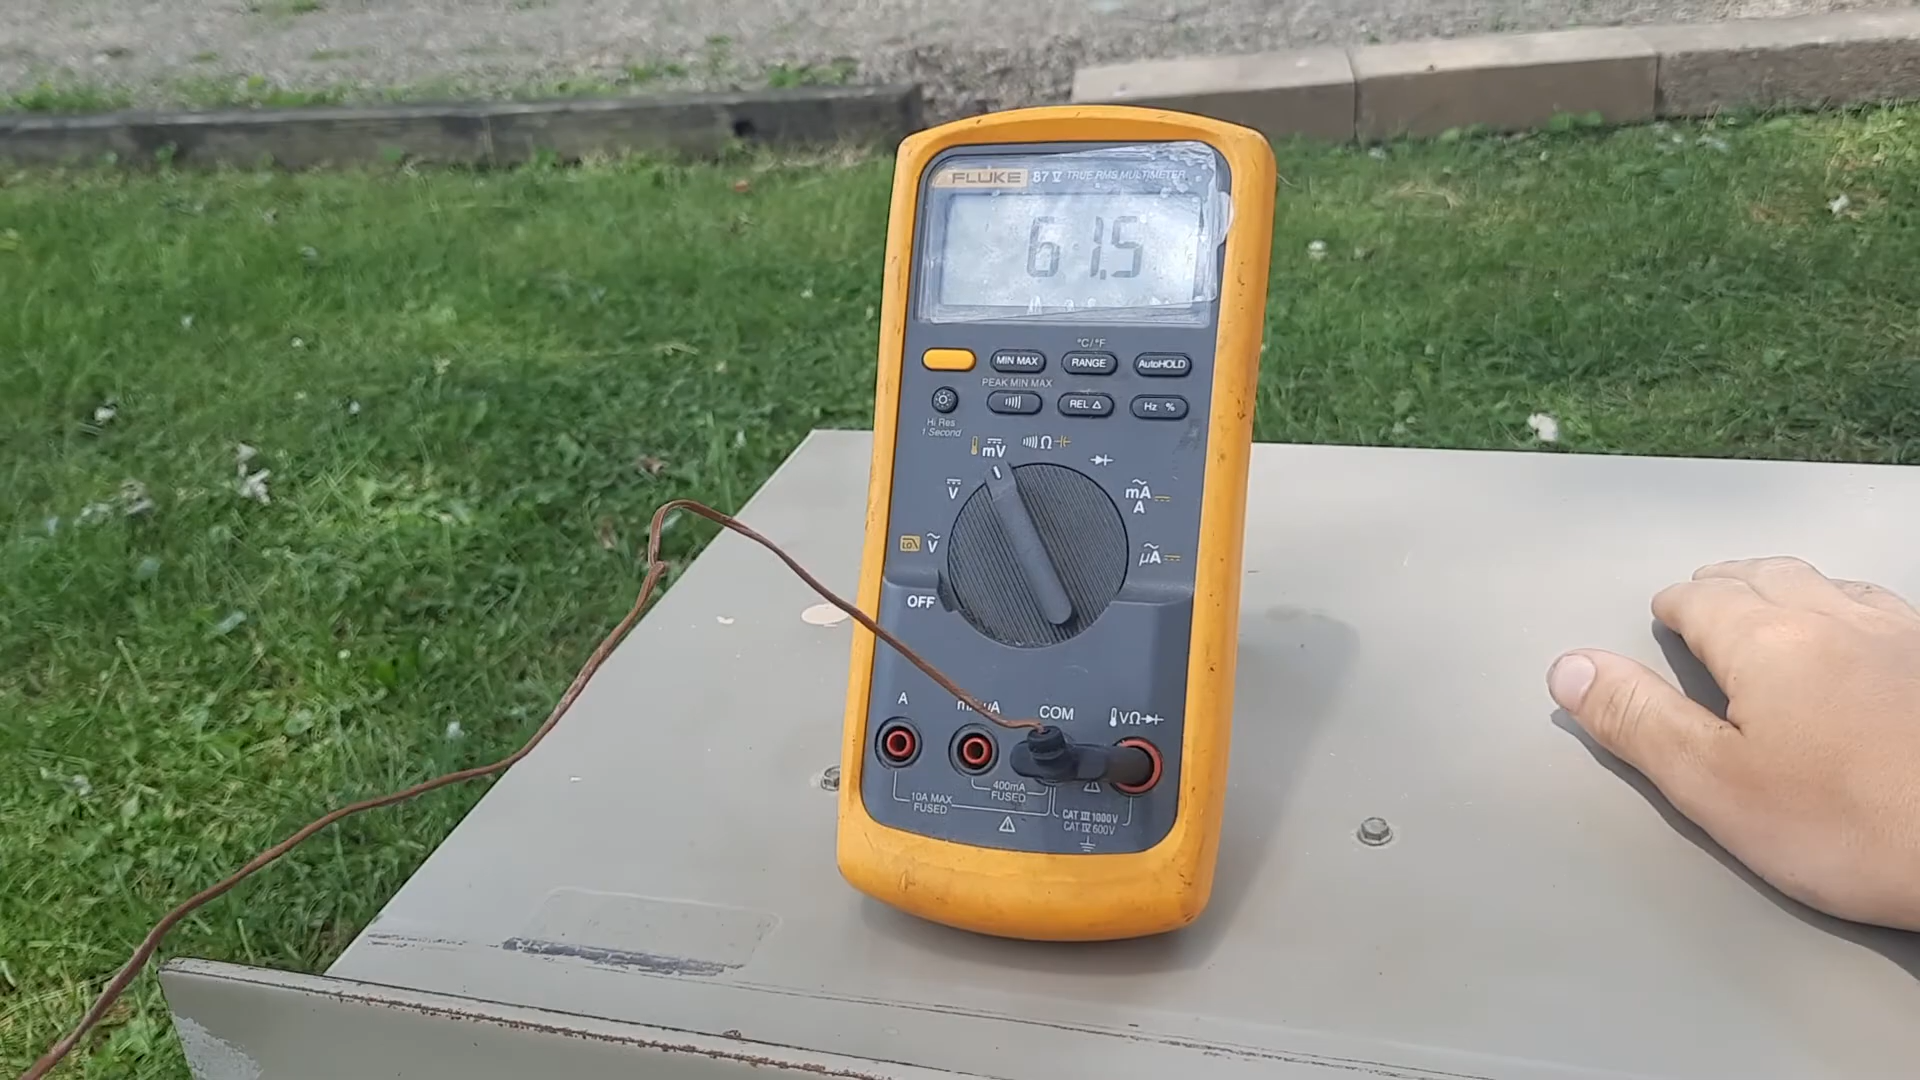 FLUKE 87 V TRUE RMS MULTIMETER
61.5
°C/°F
MIN MAX RANGE AutoHOLD
PEAK MIN MAX
REL Δ Hz %
Hi Res
1 Second
mV Ω
V
mA
A
V
µA
OFF
A COM VΩ
400mA
FUSED
10A MAX
FUSED
CAT III 1000V
CAT IV 600V